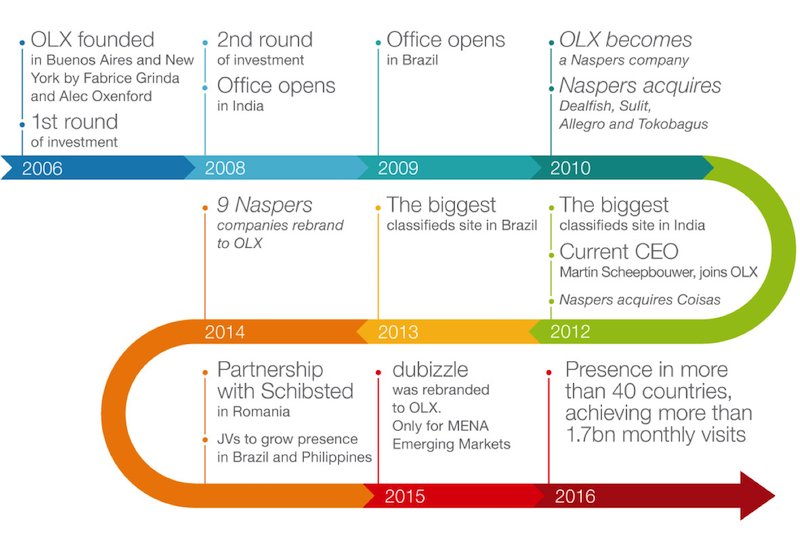 OLX founded
in Buenos Aires and New
York by Fabrice Grinda
and Alec Oxenford
1st round
of investment
2nd round
of investment
Office opens
in India
Office opens
in Brazil
OLX becomes
a Naspers company
Naspers acquires
Dealfish, Sulit,
Allegro and Tokobagus
2006
2008
2009
2010
9 Naspers
companies rebrand
to OLX
The biggest
classifieds site in Brazil
The biggest
classifieds site in India
Current CEO
Martin Scheepbouwer, joins OLX
Naspers acquires Coisas
2014
2013
2012
Partnership
with Schibsted
in Romania
JVs to grow presence
in Brazil and Philippines
dubizzle
was rebranded
to OLX.
Only for MENA
Emerging Markets
Presence in more
than 40 countries,
achieving more than
1.7bn monthly visits
2015
2016